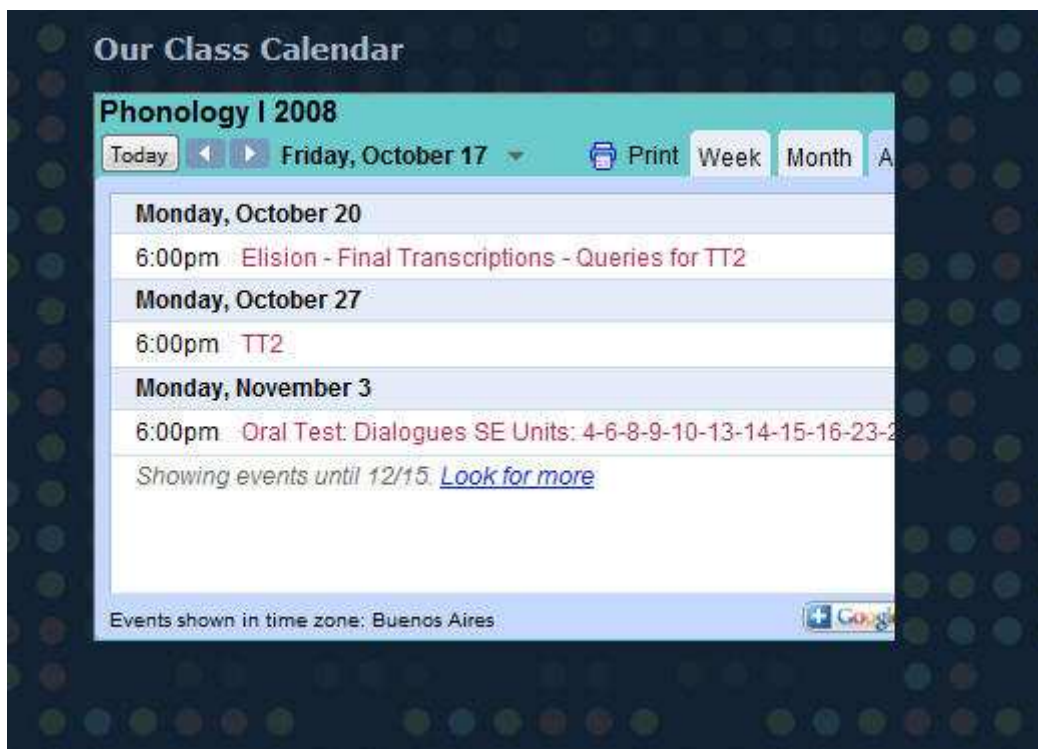 Our Class Calendar
Phonology I 2008
Today Friday, October 17 Print Week Month A
Monday, October 20
6:00pm Elision - Final Transcriptions - Queries for TT2
Monday, October 27
6:00pm TT2
Monday, November 3
6:00pm Oral Test: Dialogues SE Units: 4-6-8-9-10-13-14-15-16-23-2
Showing events until 12/15. Look for more
Events shown in time zone: Buenos Aires